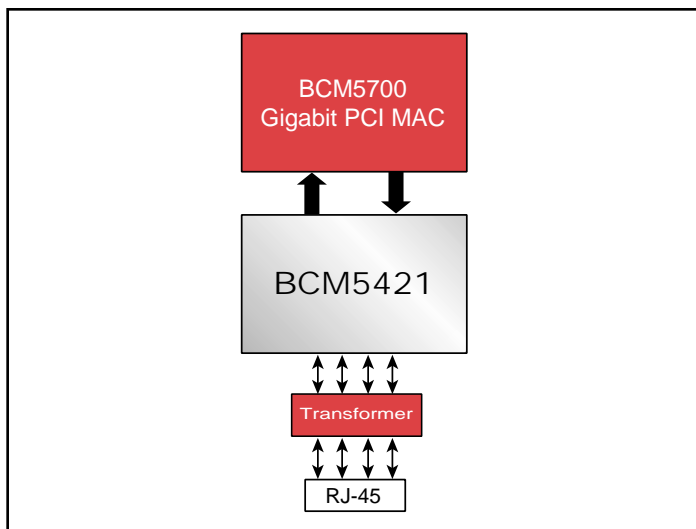 BCM5700
Gigabit PCI MAC
BCM5421
Transformer
RJ-45